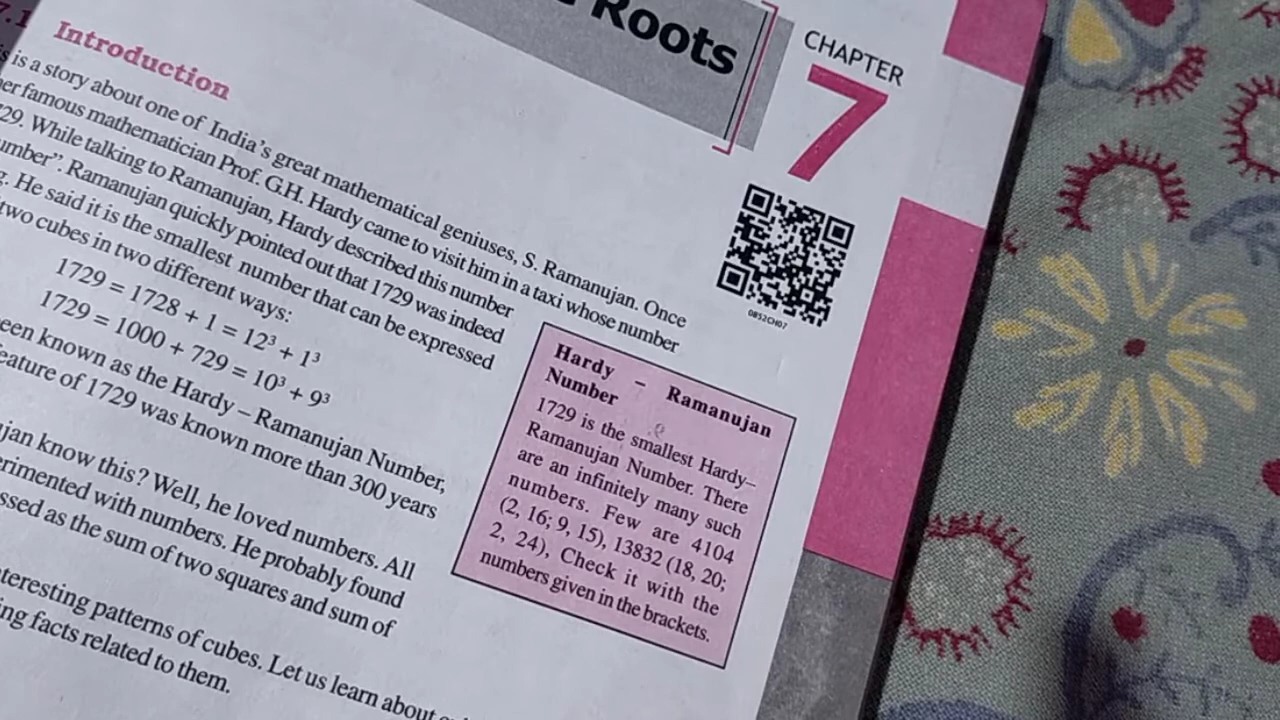 Roots
CHAPTER
7
0852CH07
Introduction
is a story about one of India's great mathematical geniuses, S. Ramanujan. Once
famous mathematician Prof. G.H. Hardy came to visit him in a taxi whose number
29. While talking to Ramanujan, Hardy described this number
umber”. Ramanujan quickly pointed out that 1729 was indeed
g. He said it is the smallest number that can be expressed
two cubes in two different ways:
1729 = 1728 + 1 = 12³ + 1³
1729 = 1000 + 729 = 10³ + 9³
een known as the Hardy – Ramanujan Number,
eature of 1729 was known more than 300 years
jan know this? Well, he loved numbers. All
erimented with numbers. He probably found
ssed as the sum of two squares and sum of
nteresting patterns of cubes. Let us learn about
ing facts related to them.
Hardy – Ramanujan
Number
1729 is the smallest Hardy–
Ramanujan Number. There
are an infinitely many such
numbers. Few are 4104
(2, 16; 9, 15), 13832 (18, 20;
2, 24), Check it with the
numbers given in the brackets.